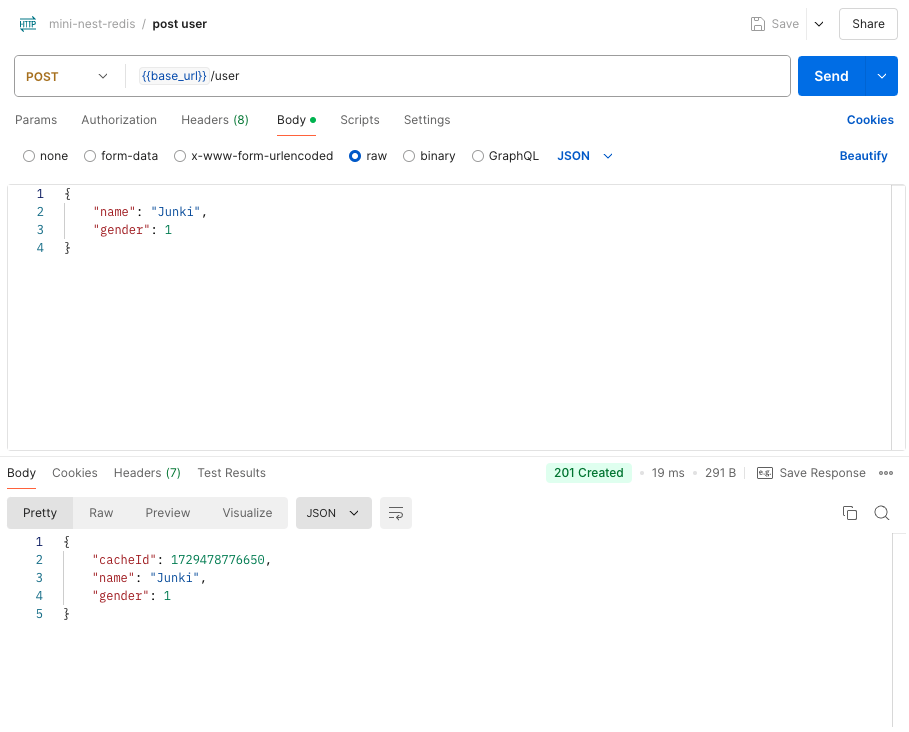 HTTP mini-nest-redis / post user Save Share
POST {{base_url}}/user Send
Params Authorization Headers (8) Body Scripts Settings Cookies
none form-data x-www-form-urlencoded raw binary GraphQL JSON Beautify
1 {
2 "name": "Junki",
3 "gender": 1
4 }
Body Cookies Headers (7) Test Results 201 Created 19 ms 291 B e.g. Save Response
Pretty Raw Preview Visualize JSON
1 {
2 "cacheId": 1729478776650,
3 "name": "Junki",
4 "gender": 1
5 }